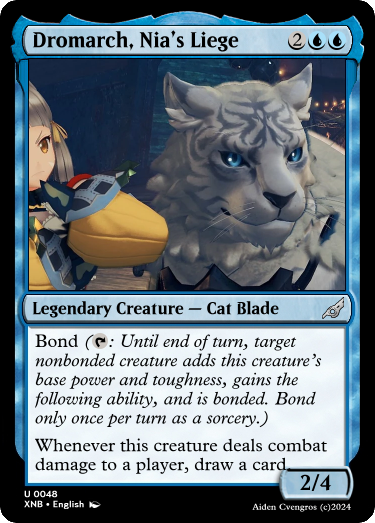 Dromarch, Nia's Liege 2
Legendary Creature — Cat Blade
Bond (: Until end of turn, target
nonbonded creature adds this creature's
base power and toughness, gains the
following ability, and is bonded. Bond
only once per turn as a sorcery.)
Whenever this creature deals combat
damage to a player, draw a card.
2/4
U 0048
XNB • English
Aiden Cvengros (c)2024